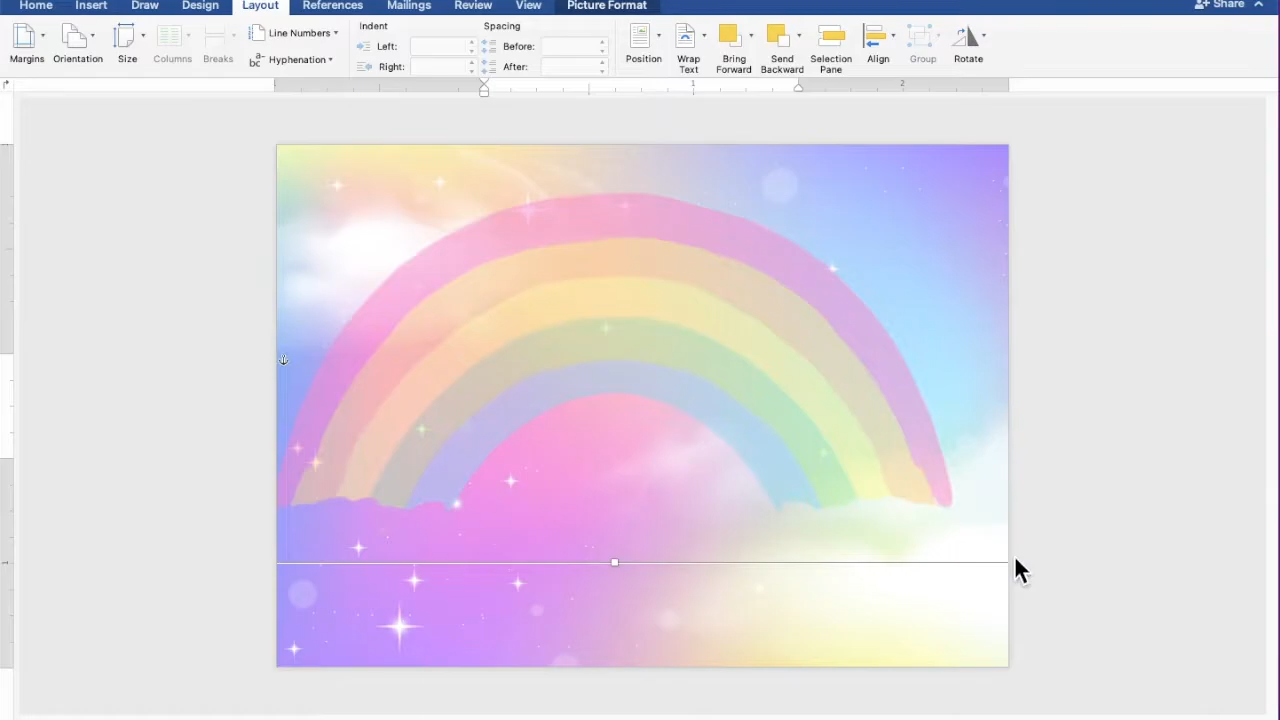 Home Insert Draw Design Layout References Mailings Review View Picture Format Share
Line Numbers Indent Spacing
Left: Before:
Hyphenation Right: After:
Margins Orientation Size Columns Breaks Position Wrap Text Bring Forward Send Backward Selection Pane Align Group Rotate
1 2
1